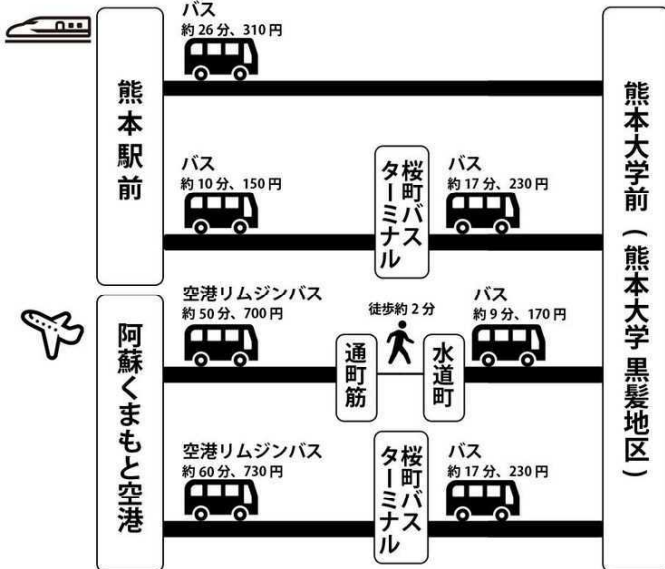 バス
約26分、310円
熊本駅前
バス
約10分、150円
桜町バス
ターミナル
バス
約17分、230円
空港リムジンバス
約50分、700円
通町筋
徒歩約2分
水道町
バス
約9分、170円
阿蘇くまもと空港
空港リムジンバス
約60分、730円
桜町バス
ターミナル
バス
約17分、230円
熊本大学前(熊本大学 黒髪地区)